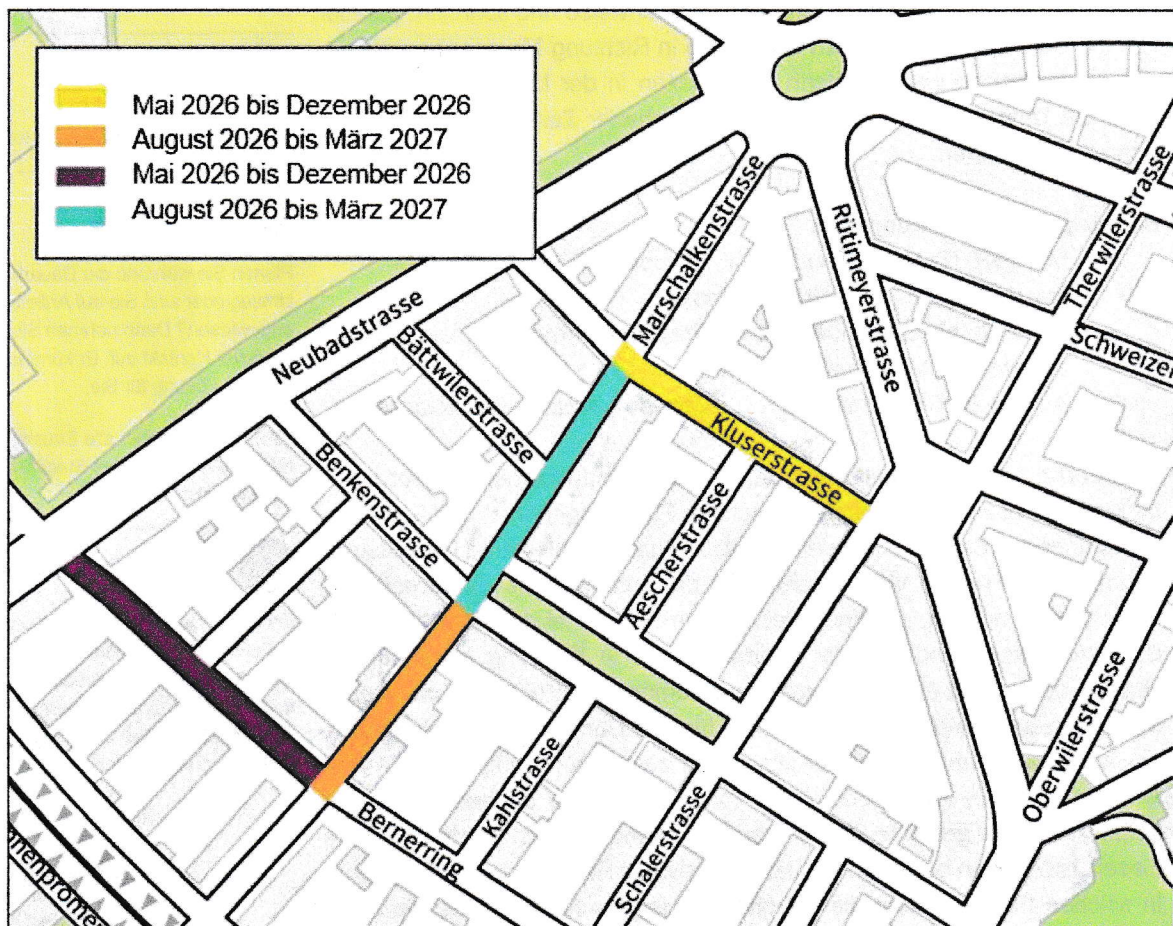 Mai 2026 bis Dezember 2026
August 2026 bis März 2027
Mai 2026 bis Dezember 2026
August 2026 bis März 2027
Marschalkenstrasse
Rütimeyerstrasse
Therwilerstrasse
Neubadstrasse
Bättwilerstrasse
Kluserstrasse
Benkenstrasse
Aescherstrasse
Oberwilerstrasse
Kahlstrasse
Bernerring
Schalerstrasse